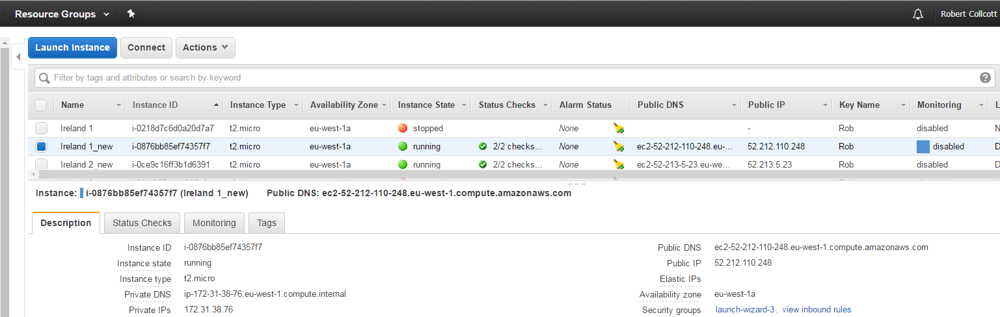 Resource Groups Robert Collcott
Launch Instance Connect Actions
Filter by tags and attributes or search by keyword ?
Name Instance ID Instance Type Availability Zone Instance State Status Checks Alarm Status Public DNS Public IP Key Name Monitoring L
Ireland 1 i-0218d7c6d0a20d7a7 t2.micro eu-west-1a stopped None - Rob disabled N
Ireland 1_new i-0876bb85ef74357f7 t2.micro eu-west-1a running 2/2 checks... None ec2-52-212-110-248.eu-... 52.212.110.248 Rob disabled D
Ireland 2_new i-0ce9c16ff3b1d6391 t2.micro eu-west-1a running 2/2 checks... None ec2-52-213-5-23.eu-we... 52.213.5.23 Rob disabled D
Instance: i-0876bb85ef74357f7 (Ireland 1_new) Public DNS: ec2-52-212-110-248.eu-west-1.compute.amazonaws.com
Description Status Checks Monitoring Tags
Instance ID i-0876bb85ef74357f7 Public DNS ec2-52-212-110-248.eu-west-1.compute.amazonaws.com
Instance state running Public IP 52.212.110.248
Instance type t2.micro Elastic IPs
Private DNS ip-172-31-38-76.eu-west-1.compute.internal Availability zone eu-west-1a
Private IPs 172.31.38.76 Security groups launch-wizard-3. view inbound rules